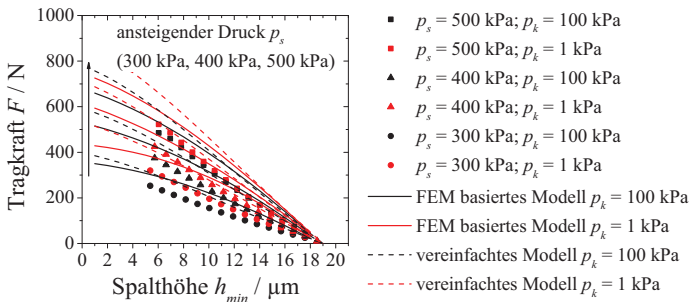 ansteigender Druck p_s
(300 kPa, 400 kPa, 500 kPa)
Tragkraft F / N
1000
800
600
400
200
0
0 2 4 6 8 10 12 14 16 18 20
Spalthöhe h_min / µm
p_s = 500 kPa; p_k = 100 kPa
p_s = 500 kPa; p_k = 1 kPa
p_s = 400 kPa; p_k = 100 kPa
p_s = 400 kPa; p_k = 1 kPa
p_s = 300 kPa; p_k = 100 kPa
p_s = 300 kPa; p_k = 1 kPa
FEM basiertes Modell p_k = 100 kPa
FEM basiertes Modell p_k = 1 kPa
vereinfachtes Modell p_k = 100 kPa
vereinfachtes Modell p_k = 1 kPa